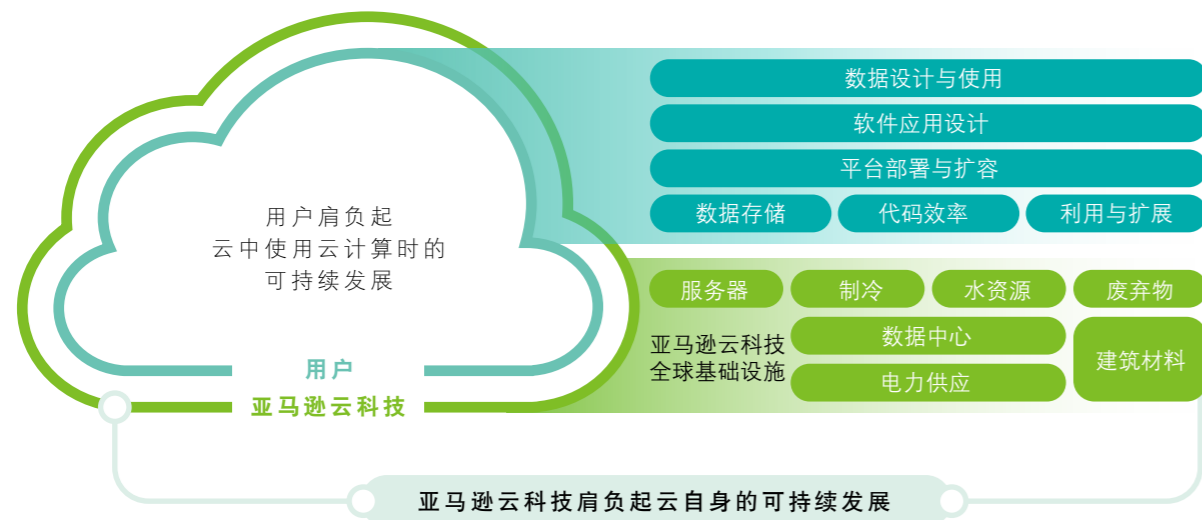 用户肩负起
云中使用云计算时的
可持续发展
用户
亚马逊云科技
数据设计与使用
软件应用设计
平台部署与扩容
数据存储
代码效率
利用与扩展
服务器
制冷
水资源
废弃物
亚马逊云科技
全球基础设施
数据中心
电力供应
建筑材料
亚马逊云科技肩负起云自身的可持续发展